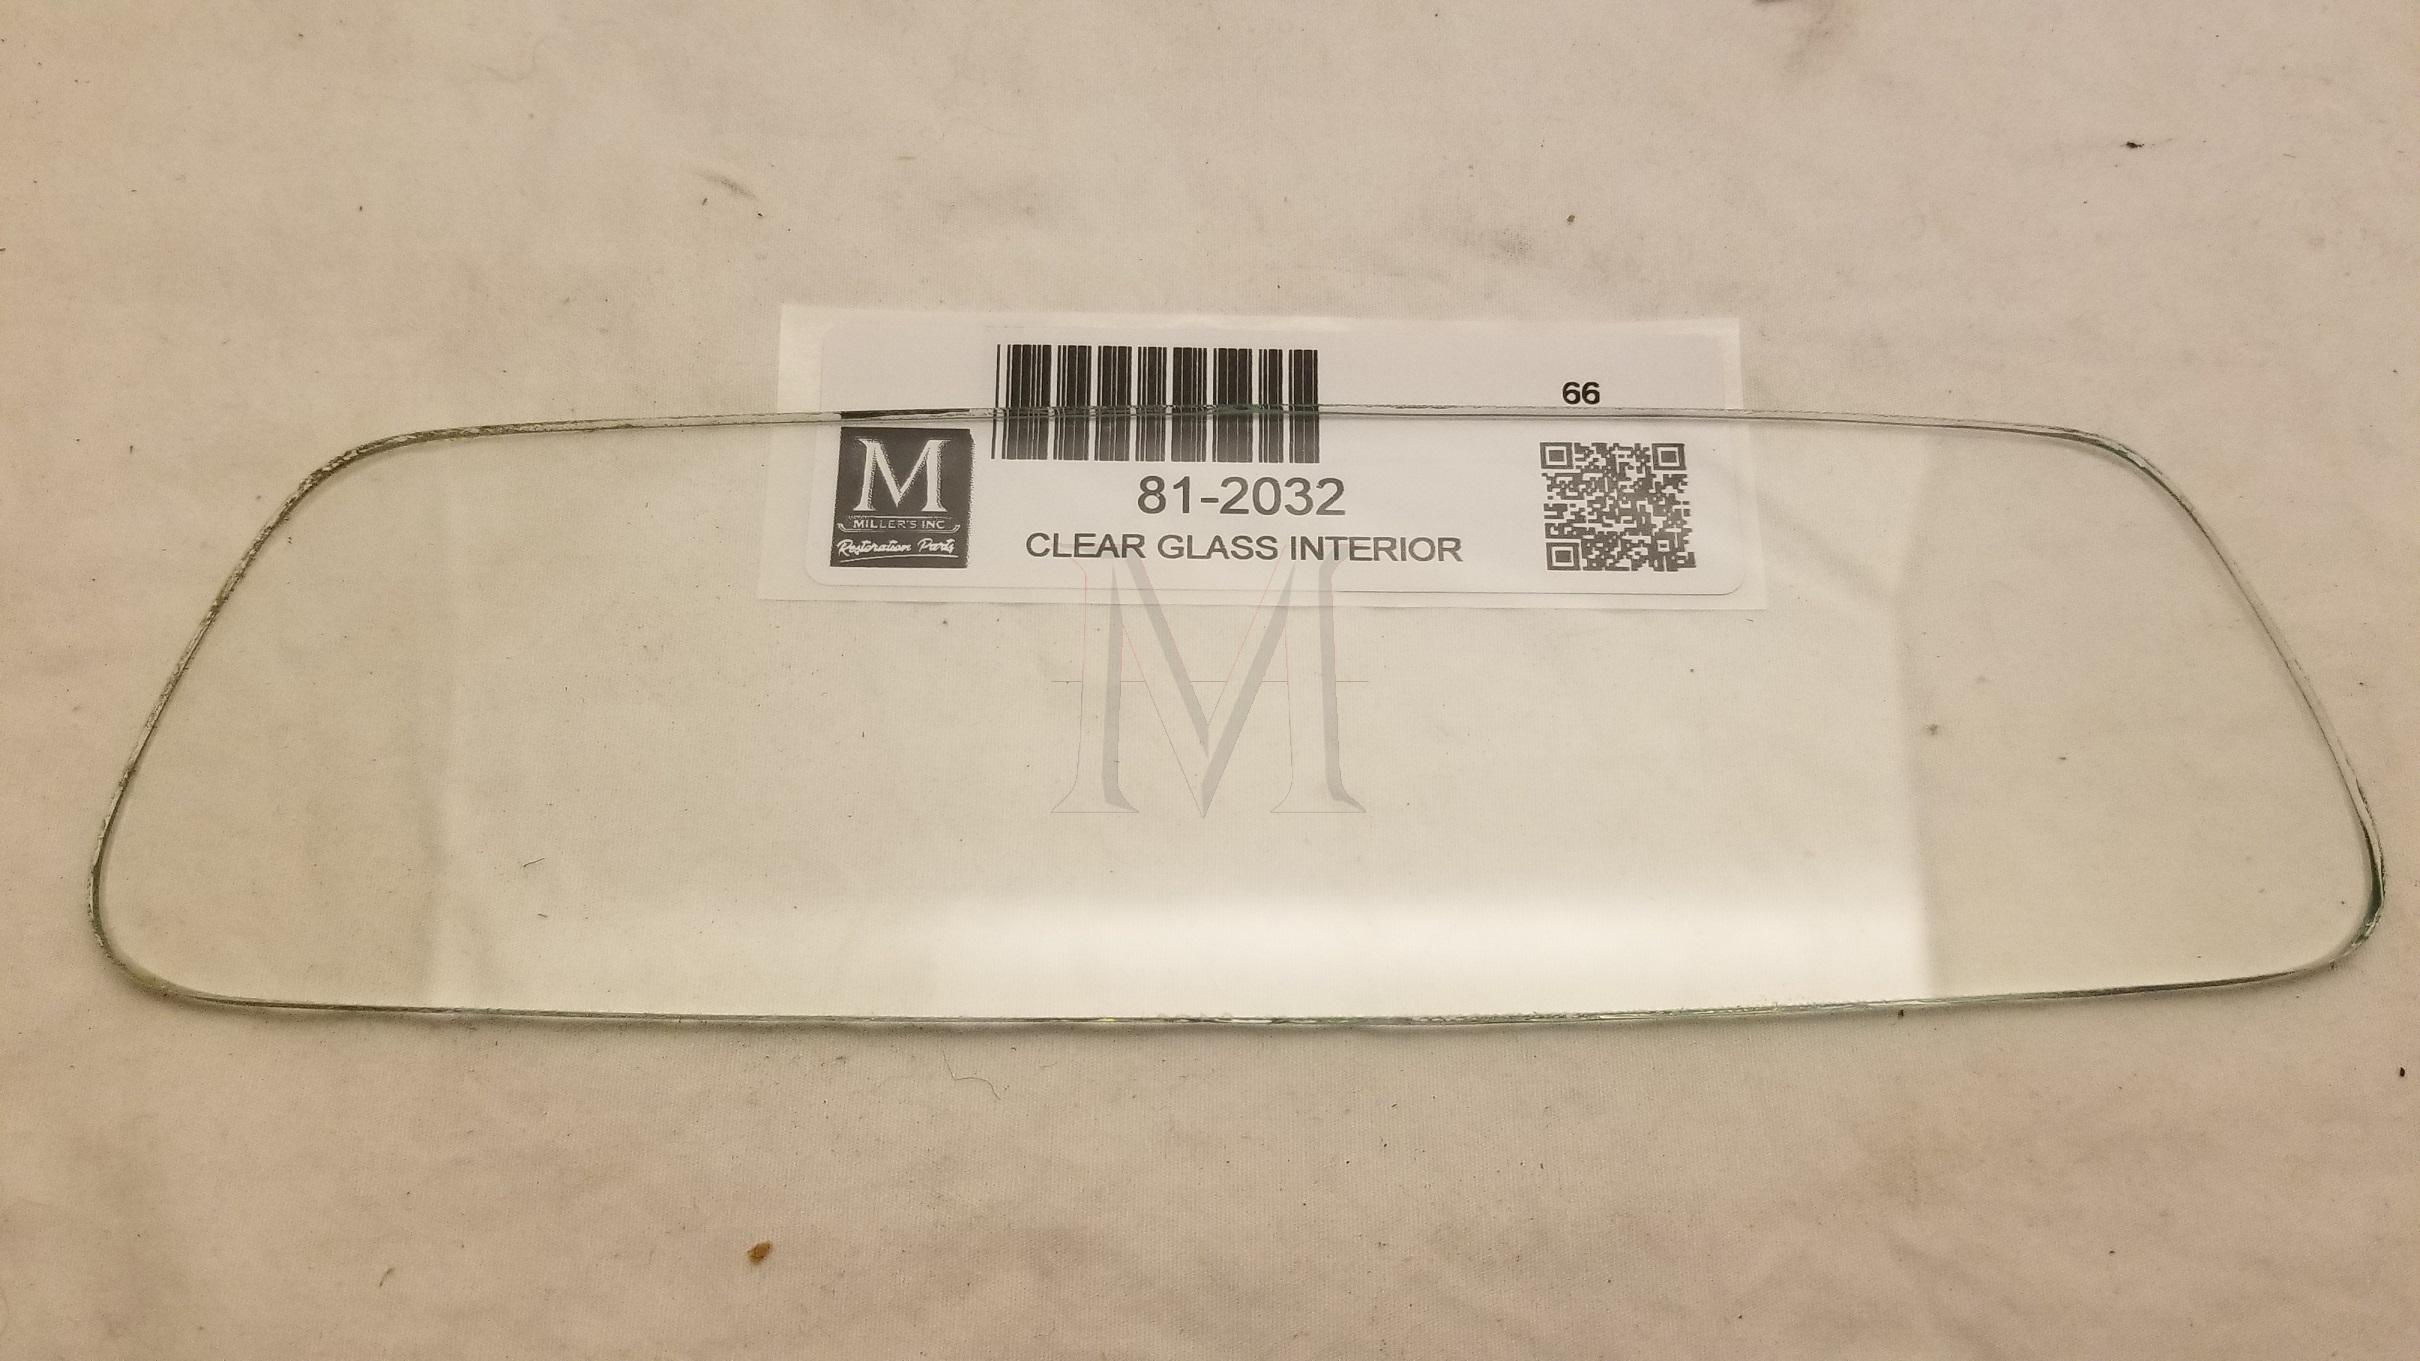 66
81-2032
CLEAR GLASS INTERIOR
M
MILLER'S INC
Restoration Parts
M